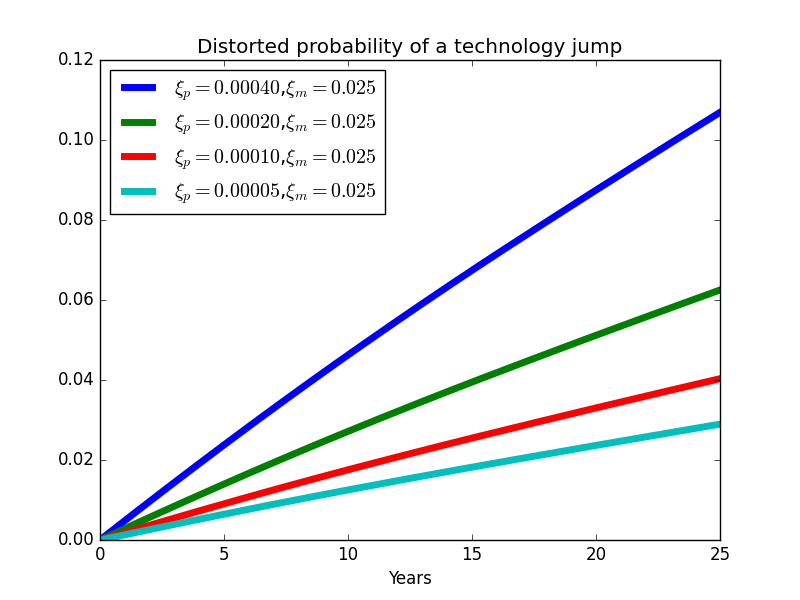 Distorted probability of a technology jump
0.12
0.10
0.08
0.06
0.04
0.02
0.00
ξp = 0.00040, ξm = 0.025
ξp = 0.00020, ξm = 0.025
ξp = 0.00010, ξm = 0.025
ξp = 0.00005, ξm = 0.025
0 5 10 15 20 25
Years